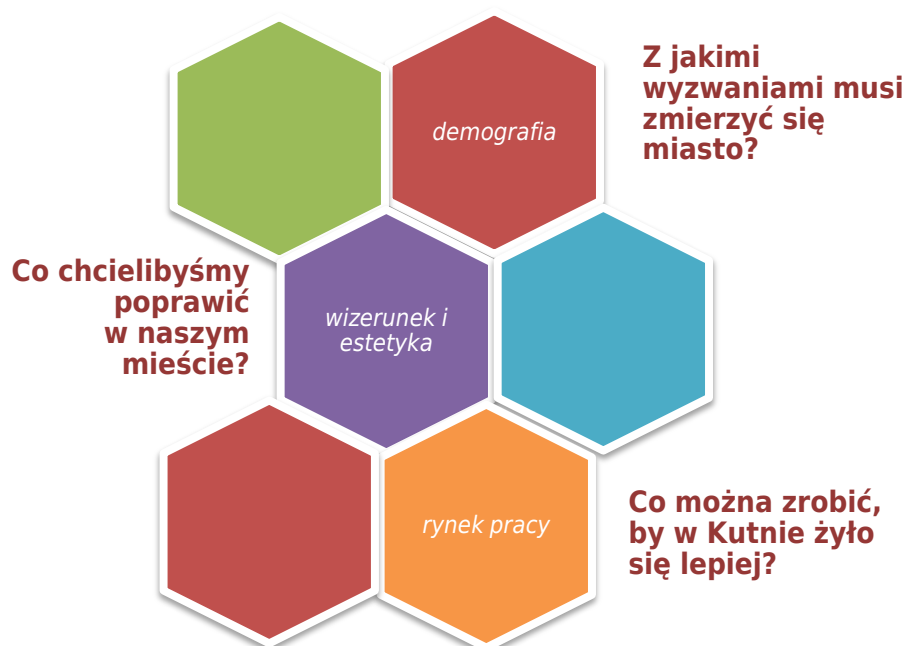 Z jakimi
wyzwaniami musi
zmierzyć się
miasto?
demografia
Co chcielibyśmy
poprawić
w naszym
mieście?
wizerunek i
estetyka
rynek pracy
Co można zrobić,
by w Kutnie żyło
się lepiej?